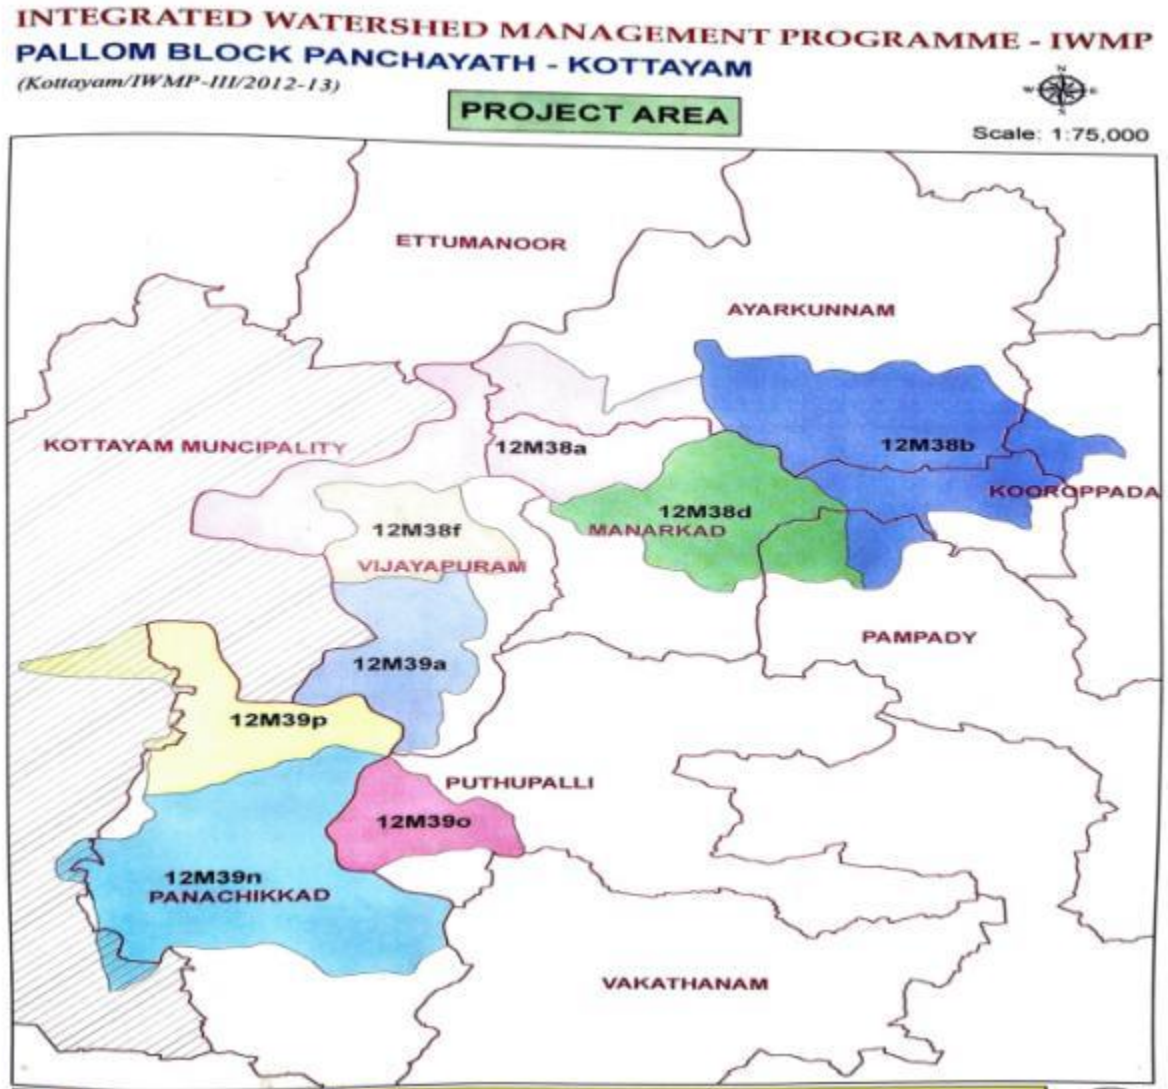 INTEGRATED WATERSHED MANAGEMENT PROGRAMME - IWMP
PALLOM BLOCK PANCHAYATH - KOTTAYAM
(Kottayam/IWMP-III/2012-13)
PROJECT AREA
N
W E
S
Scale: 1:75,000
ETTUMANOOR
AYARKUNNAM
KOTTAYAM MUNCIPALITY
12M38a
12M38b
KOOROPPADA
12M38d
MANARKAD
12M38f
VIJAYAPURAM
PAMPADY
12M39a
12M39p
PUTHUPALLI
12M39o
12M39n
PANACHIKKAD
VAKATHANAM